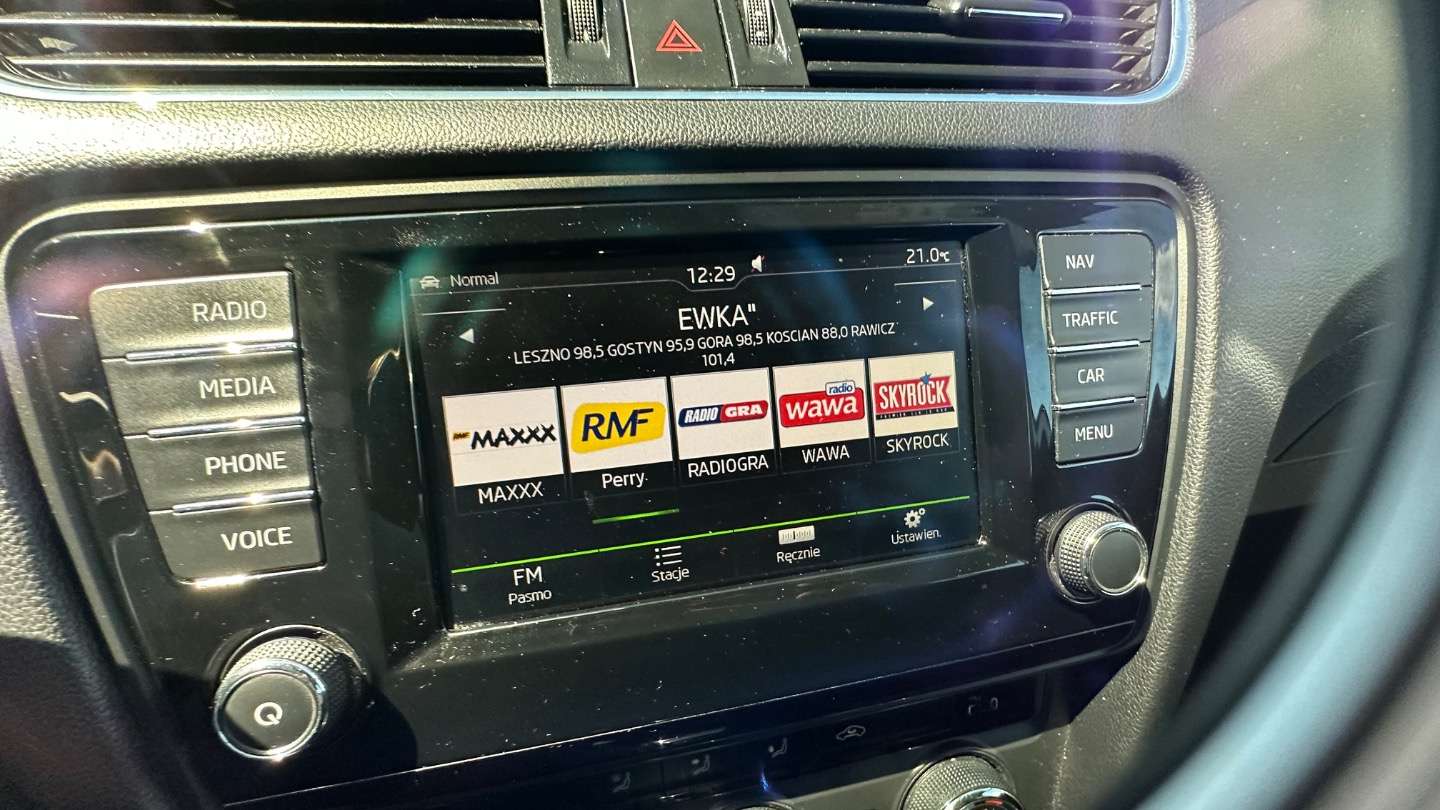 RADIO
MEDIA
PHONE
VOICE
Normal
12:29
21.0°C
EWKA"
LESZNO 98,5 GOSTYN 95,9 GORA 98,5 KOSCIAN 88,0 RAWICZ
101,4
RMF MAXXX
RMF
RADIO GRA
radio
wawa
SKYROCK
MAXXX
Perry
RADIOGRA
WAWA
SKYROCK
FM
Pasmo
Stacje
Ręcznie
Ustawien.
NAV
TRAFFIC
CAR
MENU